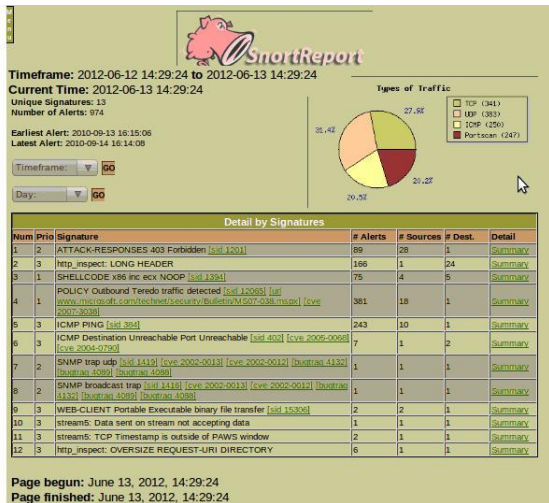 Menu
SnortReport
Timeframe: 2012-06-12 14:29:24 to 2012-06-13 14:29:24
Current Time: 2012-06-13 14:29:24
Unique Signatures: 13
Number of Alerts: 974
Earliest Alert: 2010-09-13 16:15:06
Latest Alert: 2010-09-14 16:14:08
Timeframe: GO
Day: GO
Types of Traffic
27.9%
31.4%
20.5%
20.2%
TCP (341)
UDP (383)
ICMP (250)
Portscan (247)
Detail by Signatures
Num Prio Signature # Alerts # Sources # Dest. Detail
1 2 ATTACK-RESPONSES 403 Forbidden [sid 1201] 89 28 1 Summary
2 3 http_inspect: LONG HEADER 166 1 24 Summary
3 1 SHELLCODE x86 inc ecx NOOP [sid 1394] 75 4 5 Summary
4 1 POLICY Outbound Teredo traffic detected [sid 12065] [url
www.microsoft.com/technet/security/Bulletin/MS07-038.mspx] [cve
2007-3038] 381 18 1 Summary
5 3 ICMP PING [sid 384] 243 10 1 Summary
6 3 ICMP Destination Unreachable Port Unreachable [sid 402] [cve 2005-0068]
[cve 2004-0790] 7 1 2 Summary
7 2 SNMP trap udp [sid 1419] [cve 2002-0013] [cve 2002-0012] [bugtraq 4132]
[bugtraq 4089] [bugtraq 4088] 1 1 1 Summary
8 2 SNMP broadcast trap [sid 1416] [cve 2002-0013] [cve 2002-0012] [bugtraq
4132] [bugtraq 4089] [bugtraq 4088] 1 1 1 Summary
9 3 WEB-CLIENT Portable Executable binary file transfer [sid 15306] 2 2 1 Summary
10 3 stream5: Data sent on stream not accepting data 1 1 1 Summary
11 3 stream5: TCP Timestamp is outside of PAWS window 2 1 1 Summary
12 3 http_inspect: OVERSIZE REQUEST-URI DIRECTORY 6 1 1 Summary
Page begun: June 13, 2012, 14:29:24
Page finished: June 13, 2012, 14:29:24